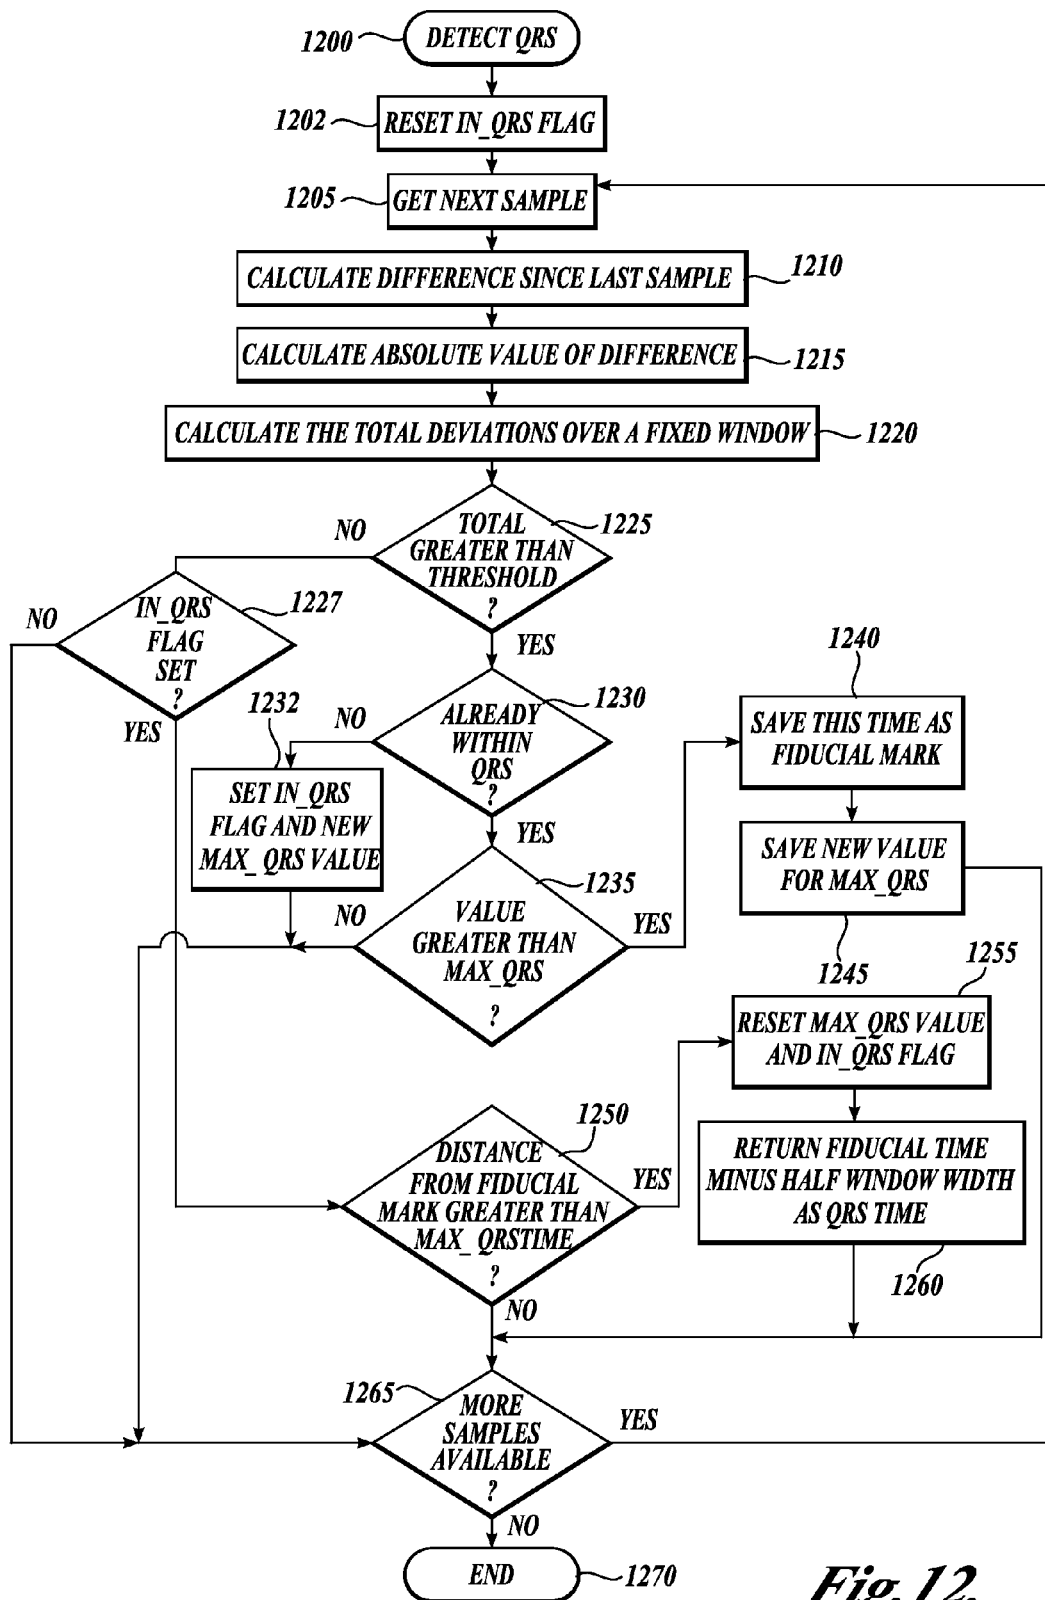 1200
DETECT QRS
1202
RESET IN_QRS FLAG
1205
GET NEXT SAMPLE
CALCULATE DIFFERENCE SINCE LAST SAMPLE
1210
CALCULATE ABSOLUTE VALUE OF DIFFERENCE
1215
CALCULATE THE TOTAL DEVIATIONS OVER A FIXED WINDOW
1220
NO
TOTAL
GREATER THAN
THRESHOLD
?
1225
YES
NO
IN_QRS
FLAG
SET
?
1227
YES
1230
NO
ALREADY
WITHIN
QRS
?
YES
1232
SET IN_QRS
FLAG AND NEW
MAX_QRS VALUE
1240
SAVE THIS TIME AS
FIDUCIAL MARK
SAVE NEW VALUE
FOR MAX_QRS
1245
1235
NO
VALUE
GREATER THAN
MAX_QRS
?
YES
1255
RESET MAX_QRS VALUE
AND IN_QRS FLAG
1250
DISTANCE
FROM FIDUCIAL
MARK GREATER THAN
MAX_QRSTIME
?
YES
NO
RETURN FIDUCIAL TIME
MINUS HALF WINDOW WIDTH
AS QRS TIME
1260
1265
MORE
SAMPLES
AVAILABLE
?
YES
NO
END
1270
Fig. 12.